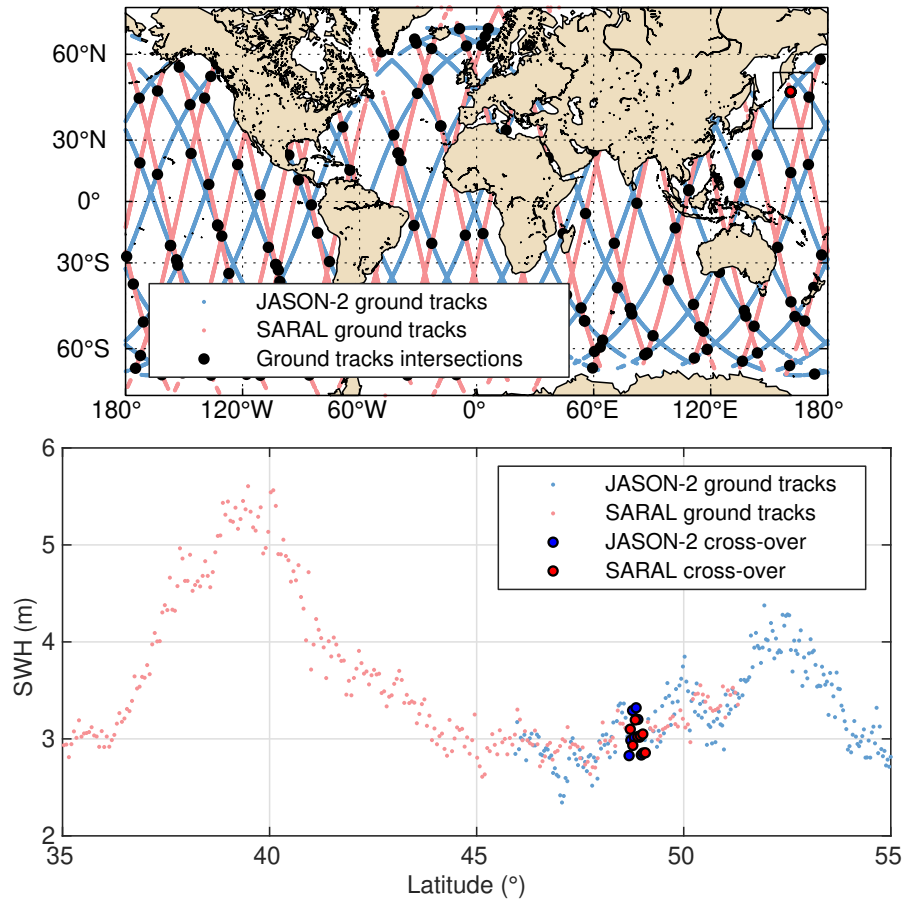 60°N
30°N
0°
30°S
60°S
JASON-2 ground tracks
SARAL ground tracks
Ground tracks intersections
180° 120°W 60°W 0° 60°E 120°E 180°
6
5
4
3
2
SWH (m)
JASON-2 ground tracks
SARAL ground tracks
JASON-2 cross-over
SARAL cross-over
35 40 45 50 55
Latitude (°)